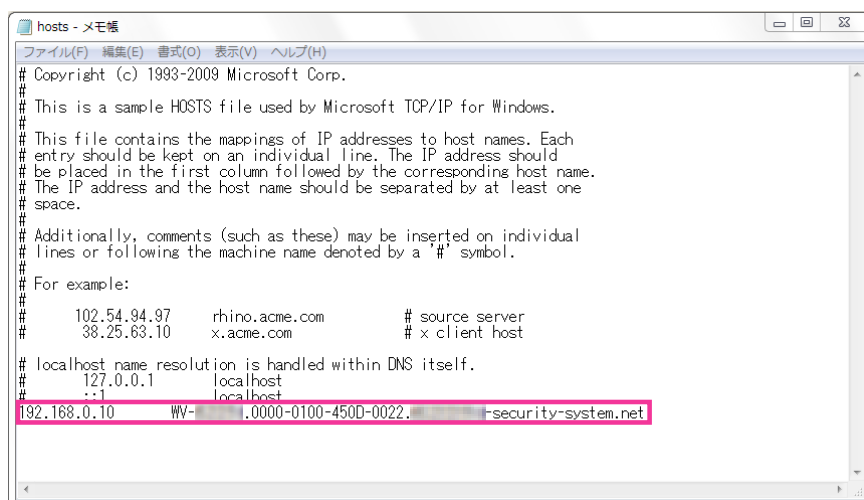 hosts - メモ帳
ファイル(F) 編集(E) 書式(O) 表示(V) ヘルプ(H)
# Copyright (c) 1993-2009 Microsoft Corp.
#
# This is a sample HOSTS file used by Microsoft TCP/IP for Windows.
#
# This file contains the mappings of IP addresses to host names. Each
# entry should be kept on an individual line. The IP address should
# be placed in the first column followed by the corresponding host name.
# The IP address and the host name should be separated by at least one
# space.
#
# Additionally, comments (such as these) may be inserted on individual
# lines or following the machine name denoted by a '#' symbol.
#
# For example:
#
#      102.54.94.97     rhino.acme.com          # source server
#       38.25.63.10     x.acme.com              # x client host
# localhost name resolution is handled within DNS itself.
#       127.0.0.1       localhost
#       ::1             localhost
192.168.0.10       WV- .0000-0100-450D-0022. -security-system.net